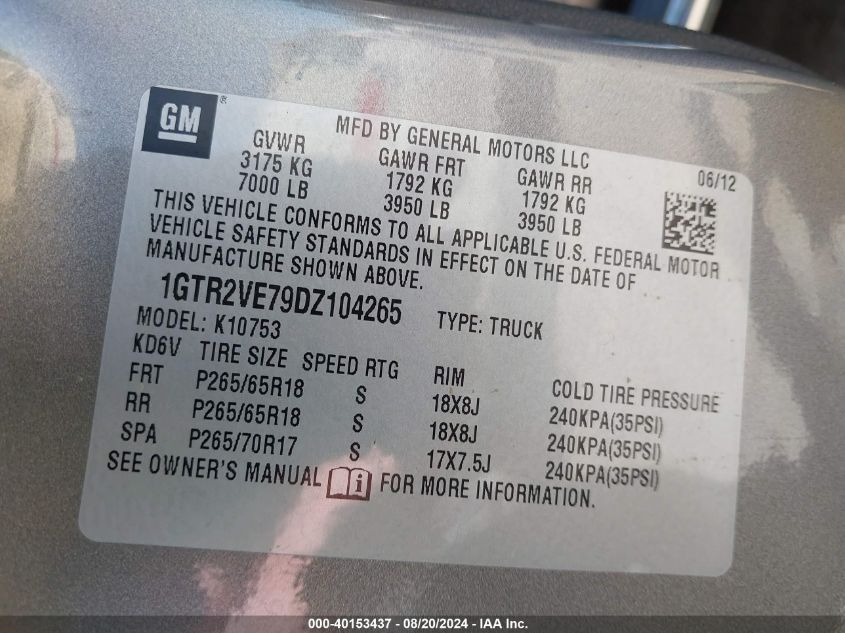 GM ®
MFD BY GENERAL MOTORS LLC 06/12
GVWR GAWR FRT GAWR RR
3175 KG 1792 KG 1792 KG
7000 LB 3950 LB 3950 LB
THIS VEHICLE CONFORMS TO ALL APPLICABLE U.S. FEDERAL MOTOR
VEHICLE SAFETY STANDARDS IN EFFECT ON THE DATE OF
MANUFACTURE SHOWN ABOVE.
1GTR2VE79DZ104265 TYPE: TRUCK
MODEL: K10753
KD6V TIRE SIZE SPEED RTG RIM COLD TIRE PRESSURE
FRT P265/65R18 S 18X8J 240KPA(35PSI)
RR P265/65R18 S 18X8J 240KPA(35PSI)
SPA P265/70R17 S 17X7.5J 240KPA(35PSI)
SEE OWNER'S MANUAL i FOR MORE INFORMATION.
000-40153437 - 08/20/2024 - IAA Inc.